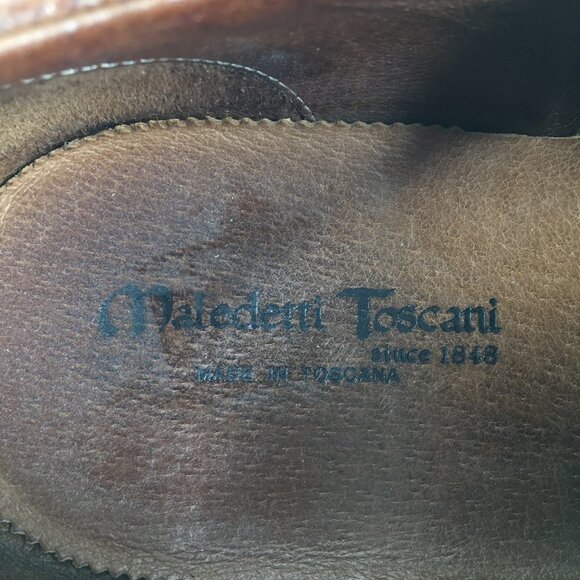 Maledetti Toscani
since 1848
MADE IN TOSCANA